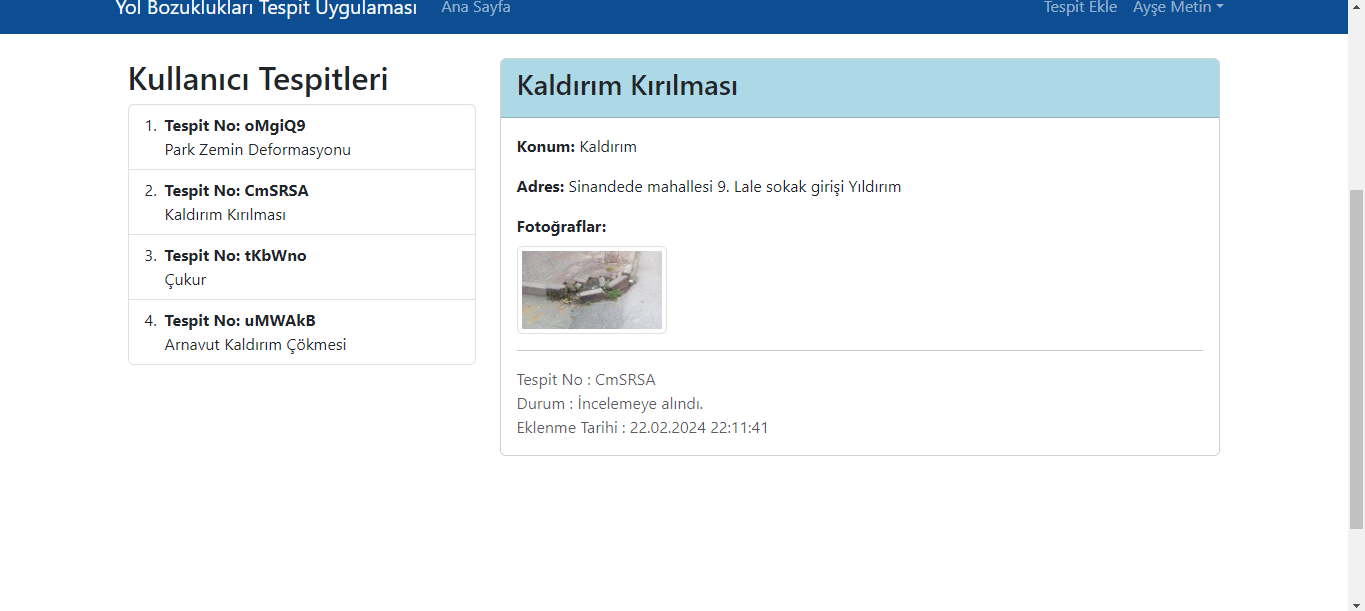 Yol Bozuklukları Tespit Uygulaması Ana Sayfa Tespit Ekle Ayşe Metin
Kullanıcı Tespitleri
1. Tespit No: oMgiQ9
Park Zemin Deformasyonu
2. Tespit No: CmSRSA
Kaldırım Kırılması
3. Tespit No: tKbWno
Çukur
4. Tespit No: uMWAkB
Arnavut Kaldırım Çökmesi
Kaldırım Kırılması
Konum: Kaldırım
Adres: Sinandede mahallesi 9. Lale sokak girişi Yıldırım
Fotoğraflar:
Tespit No : CmSRSA
Durum : İncelemeye alındı.
Eklenme Tarihi : 22.02.2024 22:11:41